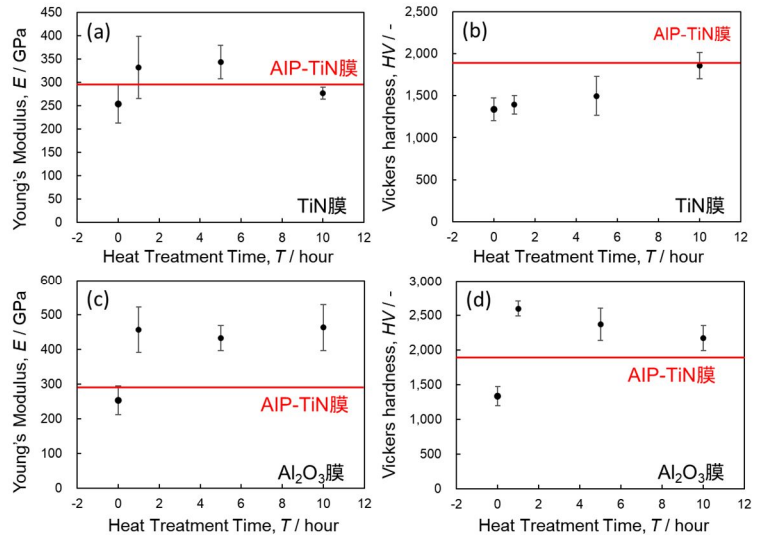 (a)
Young's Modulus, E / GPa
450
400
350
300
250
200
150
100
50
0
AIP-TiN膜
TiN膜
-2 0 2 4 6 8 10 12
Heat Treatment Time, T / hour
(b)
Vickers hardness, HV / -
2,500
2,000
1,500
1,000
500
0
AIP-TiN膜
TiN膜
-2 0 2 4 6 8 10 12
Heat Treatment Time, T / hour
(c)
Young's Modulus, E / GPa
600
500
400
300
200
100
0
AIP-TiN膜
Al₂O₃膜
-2 0 2 4 6 8 10 12
Heat Treatment Time, T / hour
(d)
Vickers hardness, HV / -
3,000
2,500
2,000
1,500
1,000
500
0
AIP-TiN膜
Al₂O₃膜
-2 0 2 4 6 8 10 12
Heat Treatment Time, T / hour